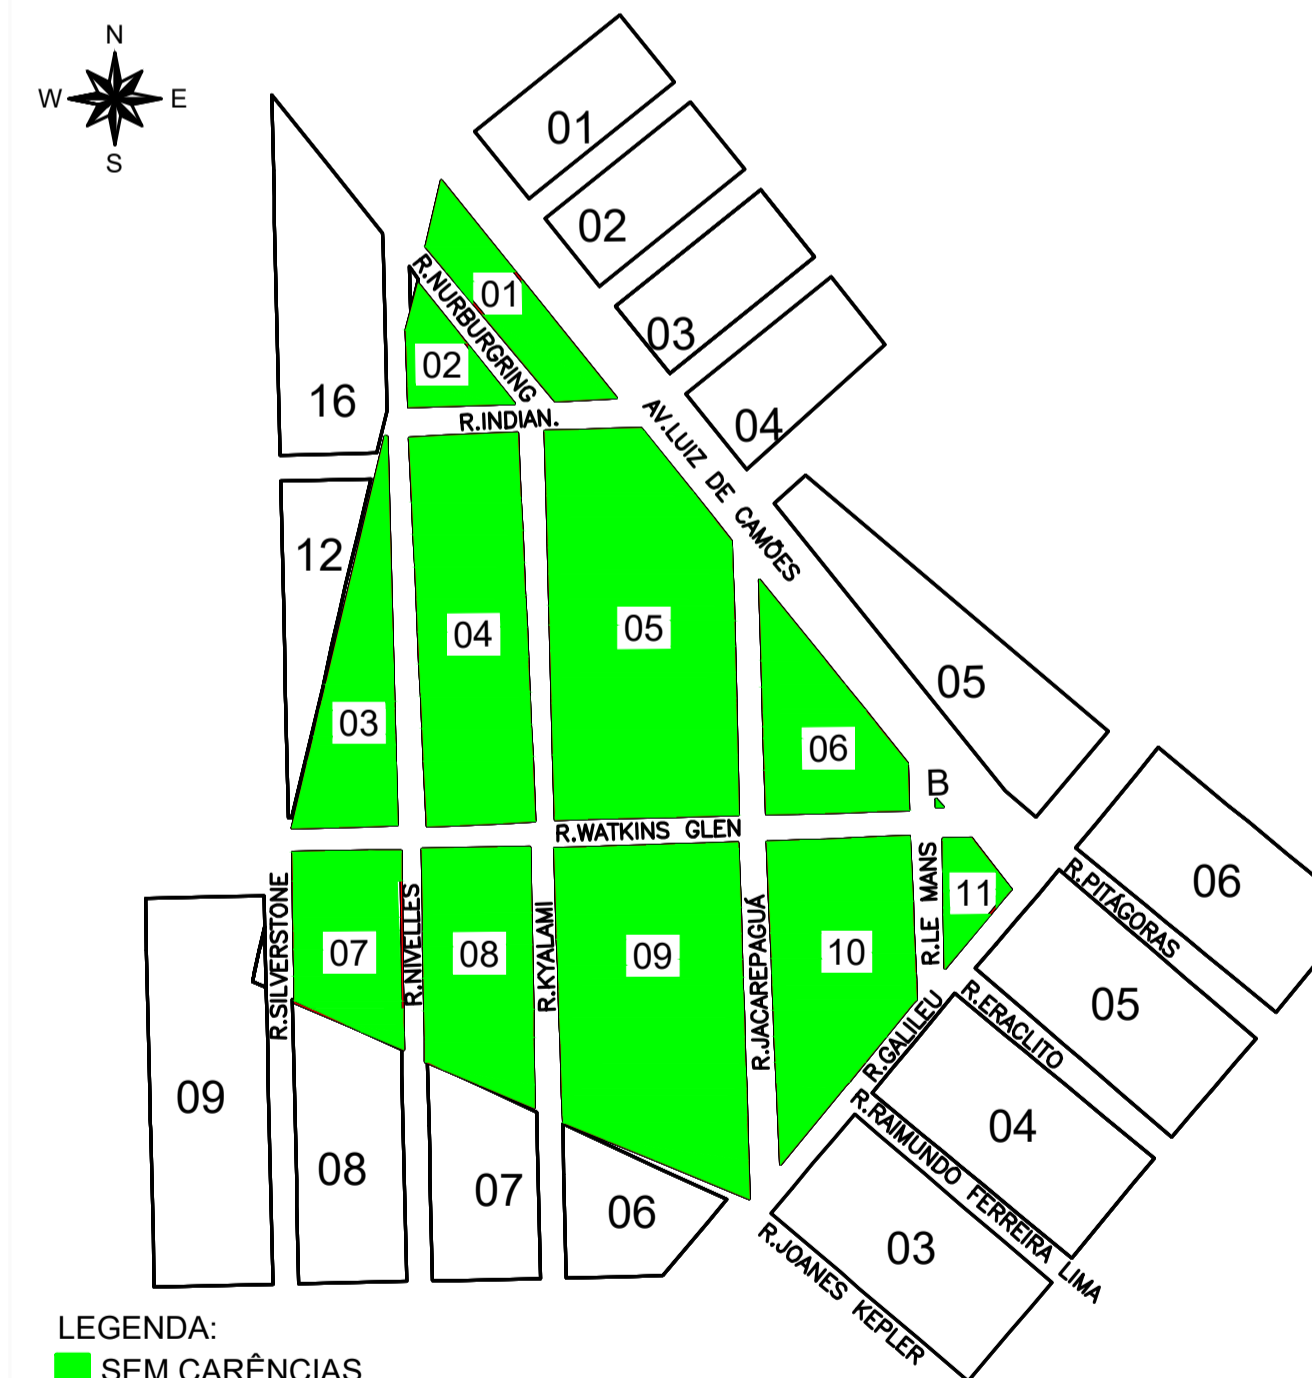 N
W E
S
01
02
03
04
01
R.NURBURGRING
02
16
R.INDIAN.
AV.LUIZ DE CAMÕES
12
04
05
03
05
06
B
R.WATKINS GLEN
R.SILVERSTONE
07
R.NIVELLES
08
R.KYALAMI
09
R.JACAREPAGUÁ
10
R.LE MANS
11
R.PITÁGORAS
06
R.ERACLITO
05
R.GALILEU
R.RAIMUNDO FERREIRA LIMA
04
09
08
07
06
03
R.JOANES KEPLER
LEGENDA:
SEM CARÊNCIAS